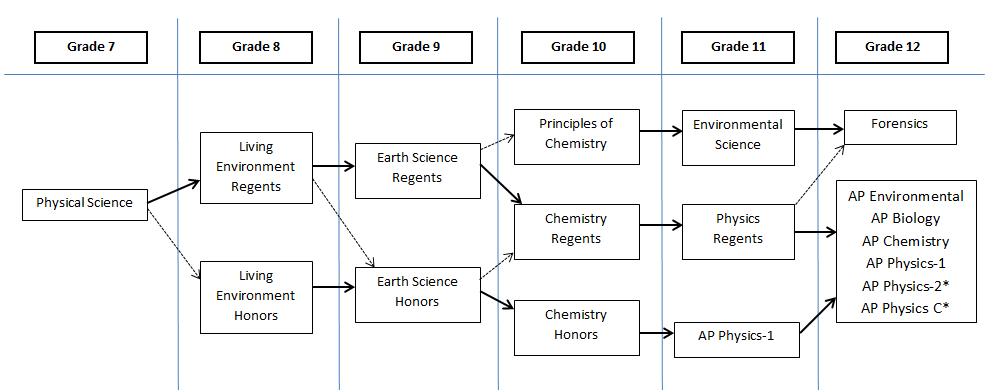 Grade 7
Grade 8
Grade 9
Grade 10
Grade 11
Grade 12
Physical Science
Living
Environment
Regents
Living
Environment
Honors
Earth Science
Regents
Earth Science
Honors
Principles of
Chemistry
Chemistry
Regents
Chemistry
Honors
Environmental
Science
Physics
Regents
AP Physics-1
Forensics
AP Environmental
AP Biology
AP Chemistry
AP Physics-1
AP Physics-2*
AP Physics C*